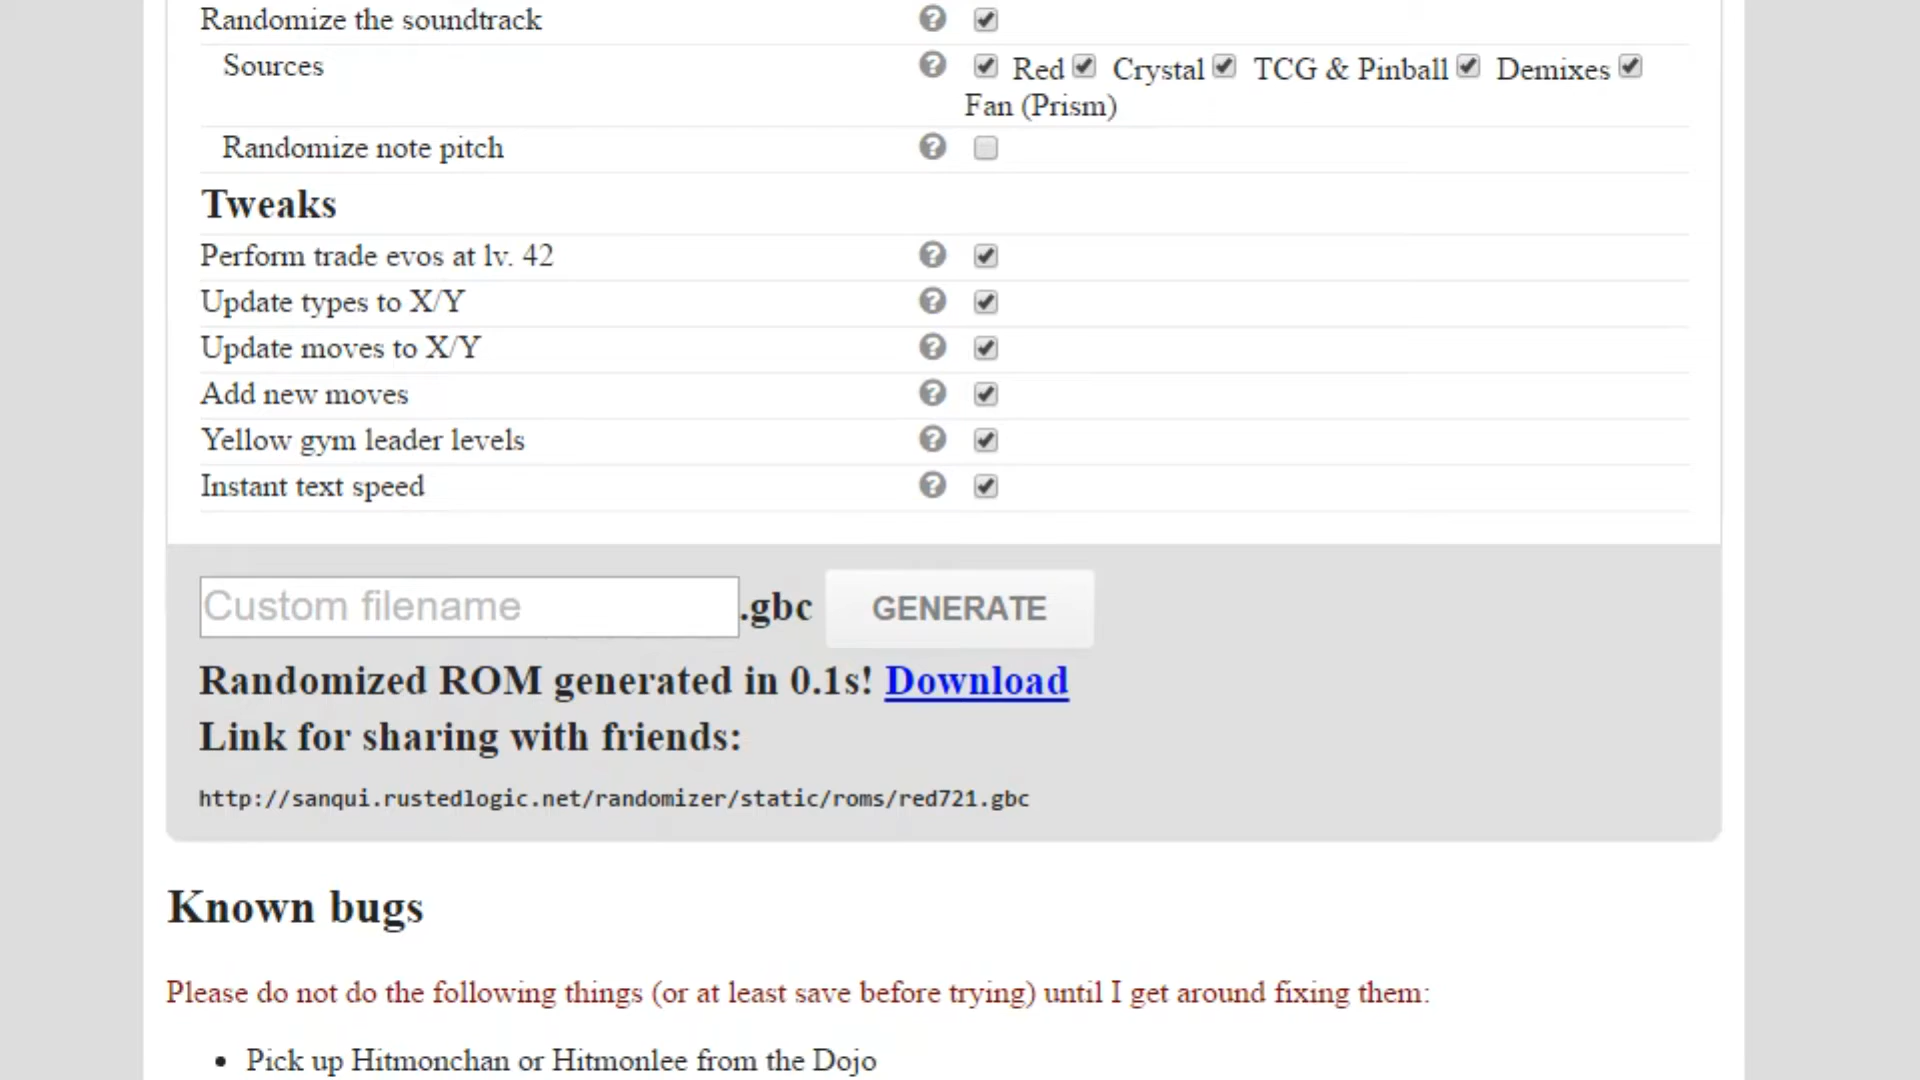 Randomize the soundtrack ?
Sources ? Red Crystal TCG & Pinball Demixes
Fan (Prism)
Randomize note pitch ?
Tweaks
Perform trade evos at lv. 42 ?
Update types to X/Y ?
Update moves to X/Y ?
Add new moves ?
Yellow gym leader levels ?
Instant text speed ?
Custom filename .gbc GENERATE
Randomized ROM generated in 0.1s! Download
Link for sharing with friends:
http://sanqui.rustedlogic.net/randomizer/static/roms/red721.gbc
Known bugs
Please do not do the following things (or at least save before trying) until I get around fixing them:
• Pick up Hitmonchan or Hitmonlee from the Dojo